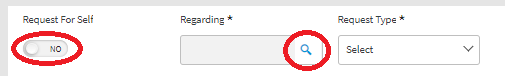 Request For Self Regarding * Request Type *
NO Select